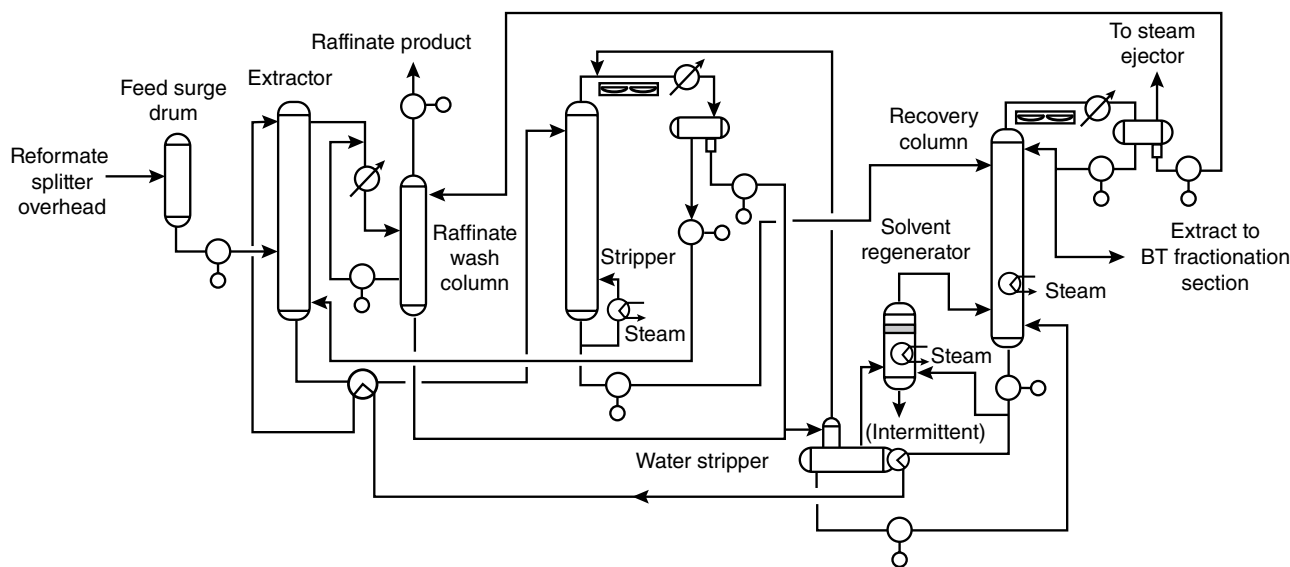 Raffinate product
To steam
ejector
Extractor
Feed surge
drum
Recovery
column
Reformate
splitter
overhead
Raffinate
wash
column
Stripper
Solvent
regenerator
Extract to
BT fractionation
section
Steam
Steam
Steam
(Intermittent)
Water stripper